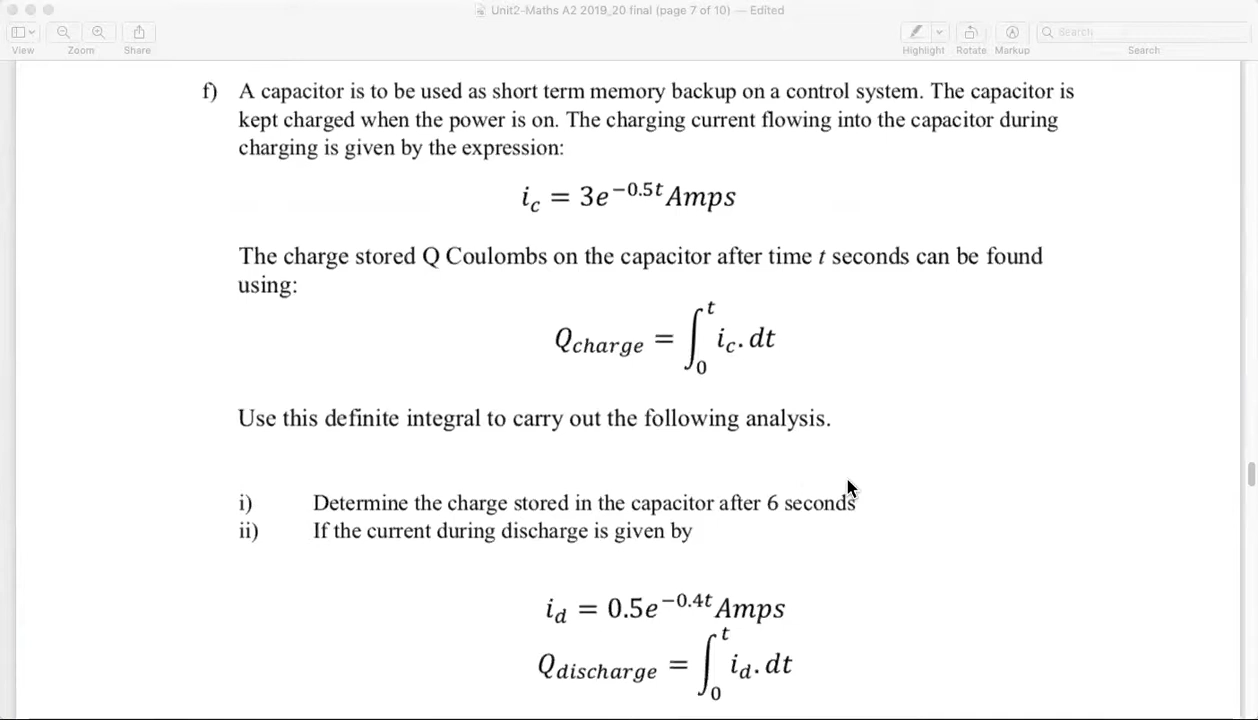 Unit2-Maths A2 2019_20 final (page 7 of 10) — Edited
View Zoom Share Highlight Rotate Markup Search
Search
f) A capacitor is to be used as short term memory backup on a control system. The capacitor is
kept charged when the power is on. The charging current flowing into the capacitor during
charging is given by the expression:
i_c = 3e^{−0.5t} Amps
The charge stored Q Coulombs on the capacitor after time t seconds can be found
using:
Q_{charge} = ∫_0^t i_c. dt
Use this definite integral to carry out the following analysis.
i) Determine the charge stored in the capacitor after 6 seconds
ii) If the current during discharge is given by
i_d = 0.5e^{−0.4t} Amps
Q_{discharge} = ∫_0^t i_d. dt